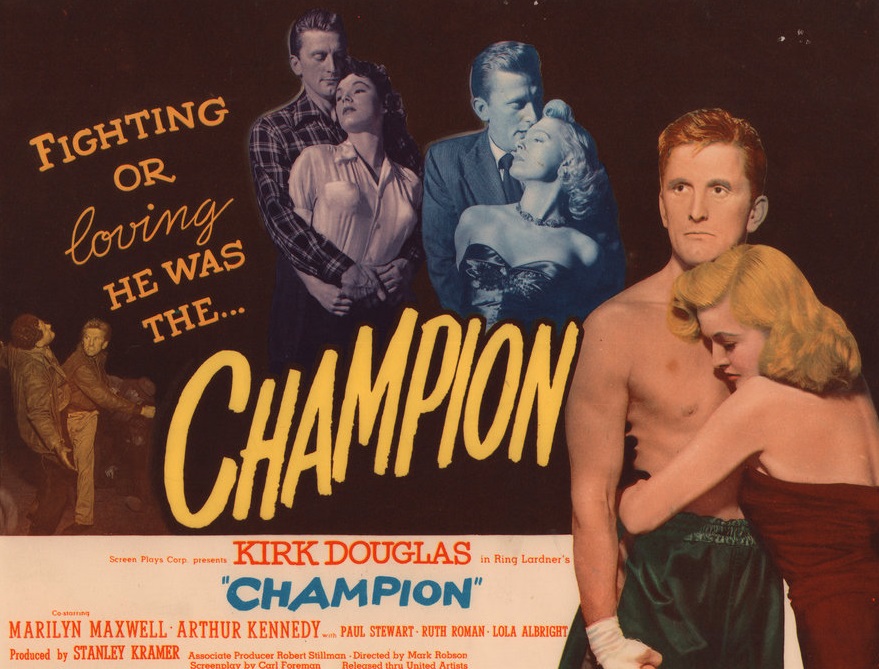 FIGHTING
OR
loving
HE WAS
THE...
CHAMPION
Screen Plays Corp. presents KIRK DOUGLAS in Ring Lardner's
"CHAMPION"
Co-starring
MARILYN MAXWELL · ARTHUR KENNEDY with PAUL STEWART · RUTH ROMAN · LOLA ALBRIGHT
Produced by STANLEY KRAMER Associate Producer Robert Stillman · Directed by Mark Robson
Screenplay by Carl Foreman Released thru United Artists